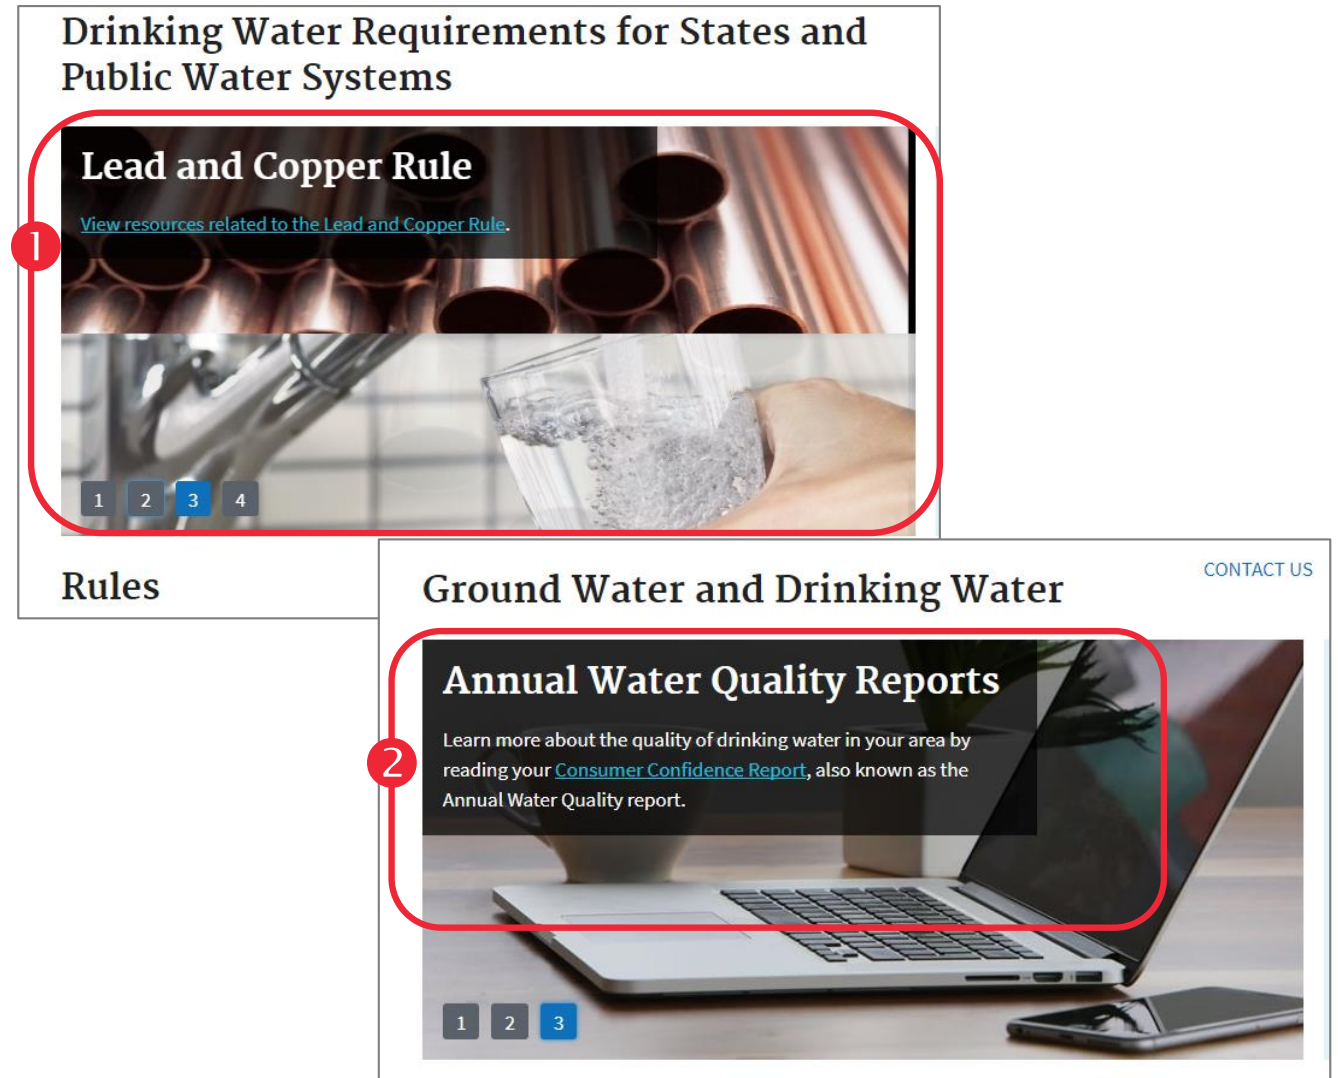 Drinking Water Requirements for States and
Public Water Systems
1
Lead and Copper Rule
View resources related to the Lead and Copper Rule.
1 2 3 4
Rules
CONTACT US
Ground Water and Drinking Water
2
Annual Water Quality Reports
Learn more about the quality of drinking water in your area by
reading your Consumer Confidence Report, also known as the
Annual Water Quality report.
1 2 3